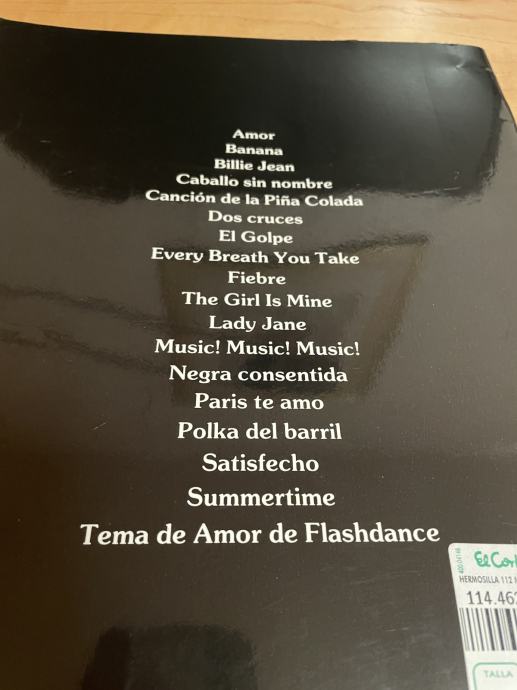 Amor
Banana
Billie Jean
Caballo sin nombre
Canción de la Piña Colada
Dos cruces
El Golpe
Every Breath You Take
Fiebre
The Girl Is Mine
Lady Jane
Music! Music! Music!
Negra consentida
Paris te amo
Polka del barril
Satisfecho
Summertime
Tema de Amor de Flashdance
El Cort
HERMOSILLA 112
114.462
TALLA